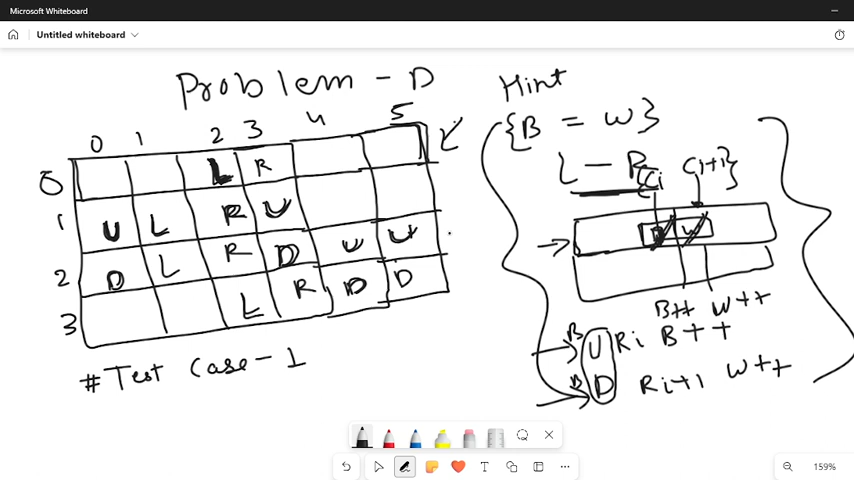 Microsoft Whiteboard
Untitled whiteboard
Problem - D
0 1 2 3 4 5
0 L R
1 U L R U
2 D L R D U U
3 L R D D
#Test Case-1
Hint
{B = W}
L - R
Ci Ci+1}
B W
B++ W++
B U Ri B++
B D Ri+1 W++
159%